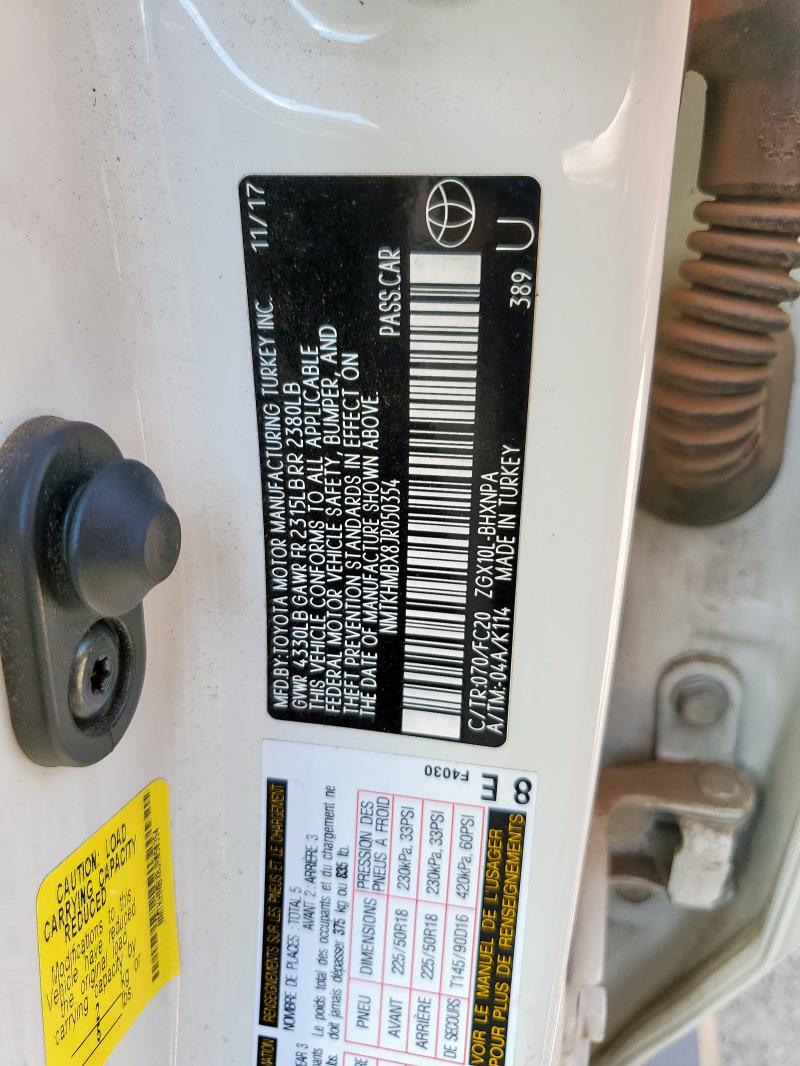 MFD.BY:TOYOTA MOTOR MANUFACTURING TURKEY INC. 11/17
GVWR 4330LB GAWR FR 2315LB RR 2380LB
THIS VEHICLE CONFORMS TO ALL APPLICABLE
FEDERAL MOTOR VEHICLE SAFETY, BUMPER, AND
THEFT PREVENTION STANDARDS IN EFFECT ON
THE DATE OF MANUFACTURE SHOWN ABOVE.
NMTKHMBX8JR050354 PASS.CAR
C/TR:070/FC20 ZGX10L-BHXNPA 389 U
A/TM:-04A/K114 MADE IN TURKEY
RENSEIGNEMENTS SUR LES PNEUS ET LE CHARGEMENT
NOMBRE DE PLACES : TOTAL 5
AVANT 2 : ARRIÈRE 3
Le poids total des occupants et du chargement ne
doit jamais dépasser 375 kg ou 835 lb.
PNEU DIMENSIONS PRESSION DES PNEUS À FROID
AVANT 225/50R18 230kPa, 33PSI
ARRIÈRE 225/50R18 230kPa, 33PSI
DE SECOURS T145/90D16 420kPa, 60PSI
VOIR LE MANUEL DE L'USAGER
POUR PLUS DE RENSEIGNEMENTS
F4030
8E
CAUTION: LOAD
CARRYING CAPACITY
REDUCED
Modifications to this
Vehicle have reduced
the original load
carrying capacity by
kg or
lbs.